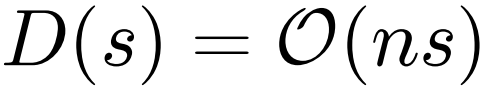 D(s) = 𝒪(ns)